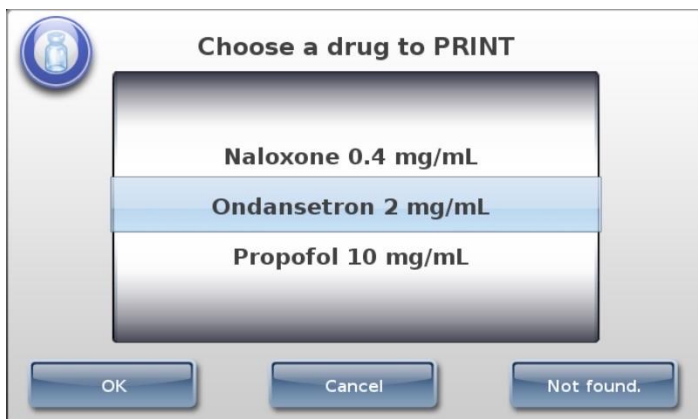 Choose a drug to PRINT
Naloxone 0.4 mg/mL
Ondansetron 2 mg/mL
Propofol 10 mg/mL
OK
Cancel
Not found.